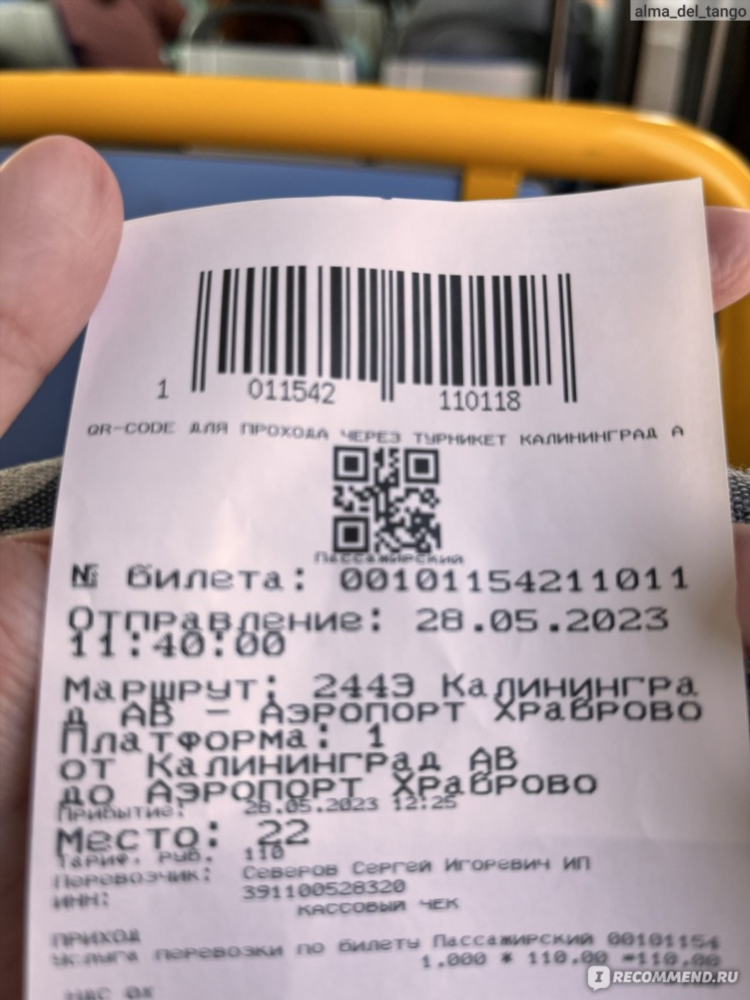 alma_del_tango
1 011542 110118
QR-CODE ДЛЯ ПРОХОДА ЧЕРЕЗ ТУРНИКЕТ КАЛИНИНГРАД А
Пассажирский
№ билета: 00101154211011
Отправление: 28.05.2023
11:40:00
Маршрут: 244Э Калинингра
д АВ - АЭРОПОРТ ХРАБРОВО
Платформа: 1
от Калининград АВ
до АЭРОПОРТ ХРАБРОВО
Прибытие: 28.05.2023 12:25
Место: 22
Тариф. руб. 110
Перевозчик: Северов Сергей Игоревич ИП
ИНН: 391100528320
КАССОВЫЙ ЧЕК
ПРИХОД
Услуга перевозки по билету Пассажирский 00101154
1.000 * 110.00 =110.00
IRECOMMEND.RU